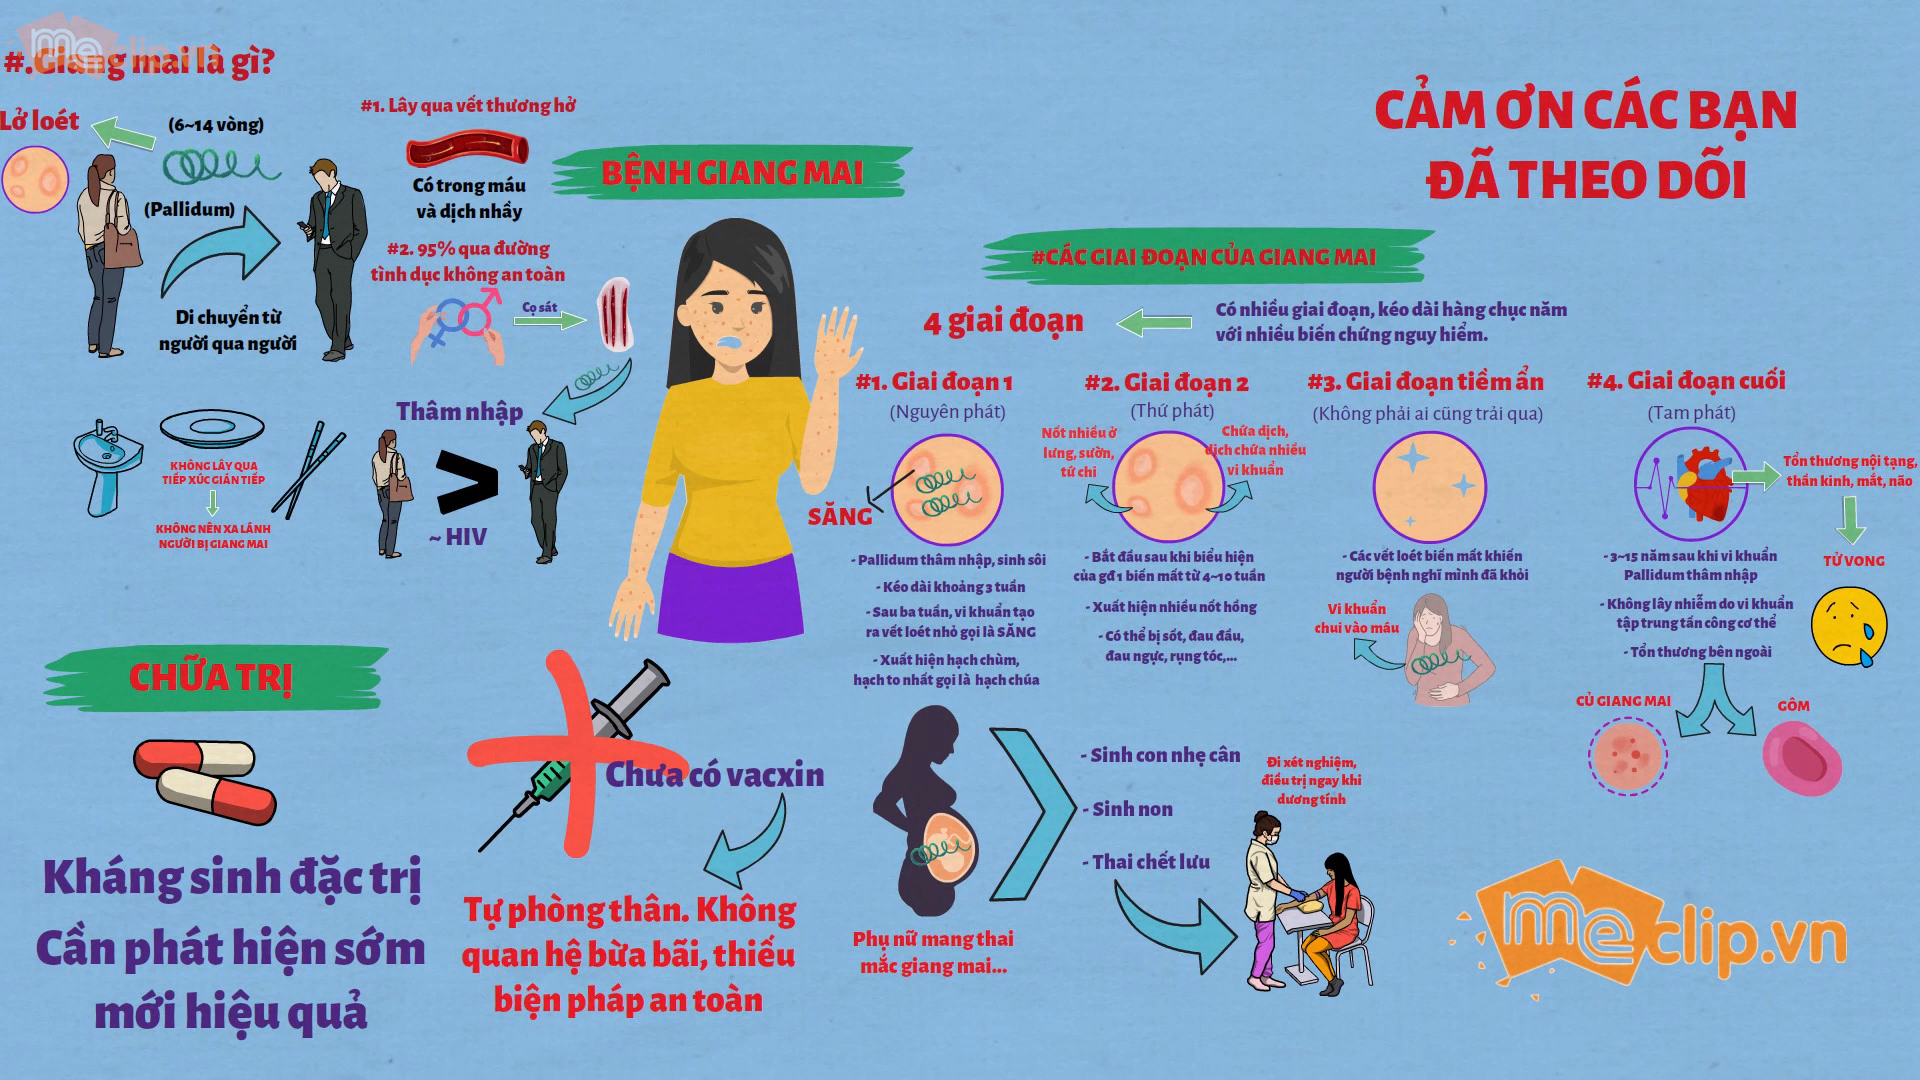 #.Giang mai là gì?
Lở loét
(6~14 vòng)
(Pallidum)
Di chuyển từ
người qua người
#1. Lây qua vết thương hở
Có trong máu
và dịch nhầy
#2. 95% qua đường
tình dục không an toàn
Cọ sát
Thâm nhập
KHÔNG LÂY QUA
TIẾP XÚC GIÁN TIẾP
KHÔNG NÊN XA LÁNH
NGƯỜI BỊ GIANG MAI
>
~ HIV
BỆNH GIANG MAI
CẢM ƠN CÁC BẠN
ĐÃ THEO DÕI
#CÁC GIAI ĐOẠN CỦA GIANG MAI
4 giai đoạn
Có nhiều giai đoạn, kéo dài hàng chục năm
với nhiều biến chứng nguy hiểm.
#1. Giai đoạn 1
(Nguyên phát)
SĂNG
- Pallidum thâm nhập, sinh sôi
- Kéo dài khoảng 3 tuần
- Sau ba tuần, vi khuẩn tạo
ra vết loét nhỏ gọi là SĂNG
- Xuất hiện hạch chùm,
hạch to nhất gọi là hạch chúa
#2. Giai đoạn 2
(Thứ phát)
Nốt nhiều ở
lưng, sườn,
tứ chi
Chứa dịch,
dịch chứa nhiều
vi khuẩn
- Bắt đầu sau khi biểu hiện
của gđ 1 biến mất từ 4~10 tuần
- Xuất hiện nhiều nốt hồng
- Có thể bị sốt, đau đầu,
đau ngực, rụng tóc,...
#3. Giai đoạn tiềm ẩn
(Không phải ai cũng trải qua)
- Các vết loét biến mất khiến
người bệnh nghĩ mình đã khỏi
Vi khuẩn
chui vào máu
#4. Giai đoạn cuối
(Tam phát)
Tổn thương nội tạng,
thần kinh, mắt, não
TỬ VONG
- 3~15 năm sau khi vi khuẩn
Pallidum thâm nhập
- Không lây nhiễm do vi khuẩn
tập trung tấn công cơ thể
- Tổn thương bên ngoài
CỦ GIANG MAI
GÔM
CHỮA TRỊ
Kháng sinh đặc trị
Cần phát hiện sớm
mới hiệu quả
Chưa có vacxin
Tự phòng thân. Không
quan hệ bừa bãi, thiếu
biện pháp an toàn
Phụ nữ mang thai
mắc giang mai...
- Sinh con nhẹ cân
- Sinh non
- Thai chết lưu
Đi xét nghiệm,
điều trị ngay khi
dương tính
meclip.vn
meclip.vn